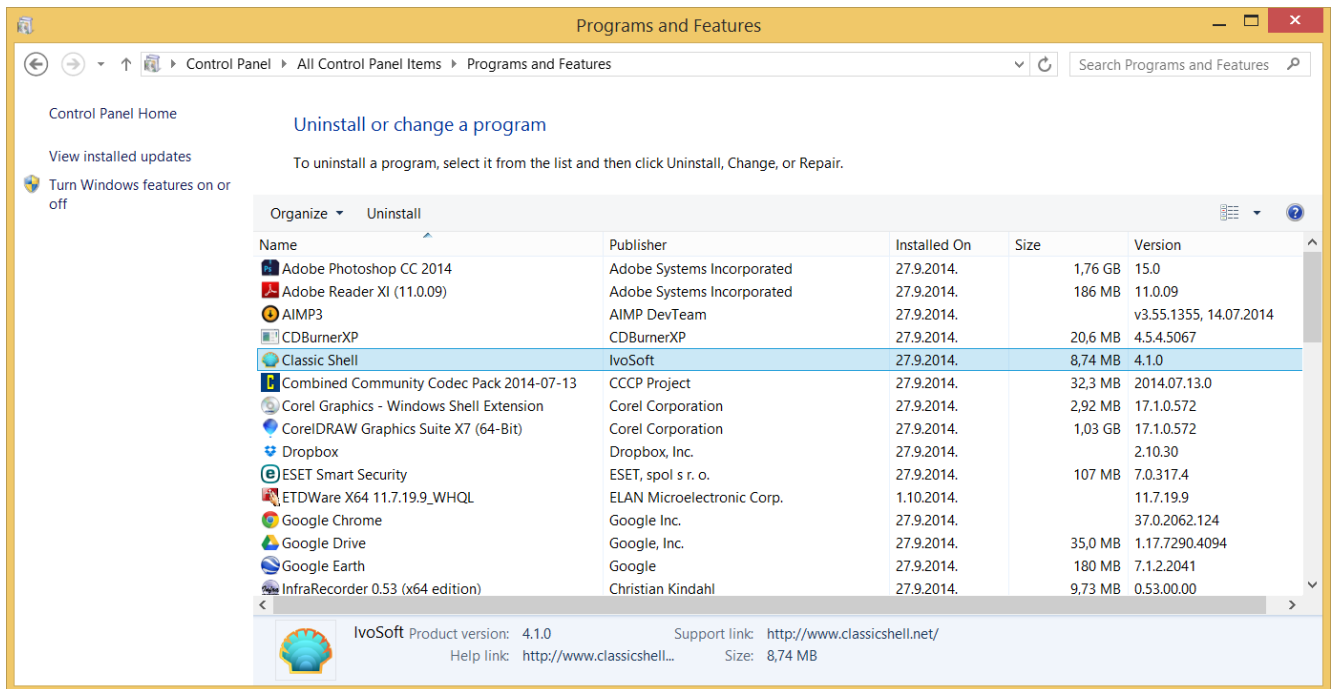 Programs and Features
Control Panel All Control Panel Items Programs and Features Search Programs and Features
Control Panel Home
View installed updates
Turn Windows features on or
off
Uninstall or change a program
To uninstall a program, select it from the list and then click Uninstall, Change, or Repair.
Organize Uninstall
Name Publisher Installed On Size Version
Adobe Photoshop CC 2014 Adobe Systems Incorporated 27.9.2014. 1,76 GB 15.0
Adobe Reader XI (11.0.09) Adobe Systems Incorporated 27.9.2014. 186 MB 11.0.09
AIMP3 AIMP DevTeam 27.9.2014. v3.55.1355, 14.07.2014
CDBurnerXP CDBurnerXP 27.9.2014. 20,6 MB 4.5.4.5067
Classic Shell IvoSoft 27.9.2014. 8,74 MB 4.1.0
Combined Community Codec Pack 2014-07-13 CCCP Project 27.9.2014. 32,3 MB 2014.07.13.0
Corel Graphics - Windows Shell Extension Corel Corporation 27.9.2014. 2,92 MB 17.1.0.572
CorelDRAW Graphics Suite X7 (64-Bit) Corel Corporation 27.9.2014. 1,03 GB 17.1.0.572
Dropbox Dropbox, Inc. 27.9.2014. 2.10.30
ESET Smart Security ESET, spol s r. o. 27.9.2014. 107 MB 7.0.317.4
ETDWare X64 11.7.19.9_WHQL ELAN Microelectronic Corp. 1.10.2014. 11.7.19.9
Google Chrome Google Inc. 27.9.2014. 37.0.2062.124
Google Drive Google, Inc. 27.9.2014. 35,0 MB 1.17.7290.4094
Google Earth Google 27.9.2014. 180 MB 7.1.2.2041
InfraRecorder 0.53 (x64 edition) Christian Kindahl 27.9.2014. 9,73 MB 0.53.00.00
IvoSoft Product version: 4.1.0 Support link: http://www.classicshell.net/
Help link: http://www.classicshell... Size: 8,74 MB